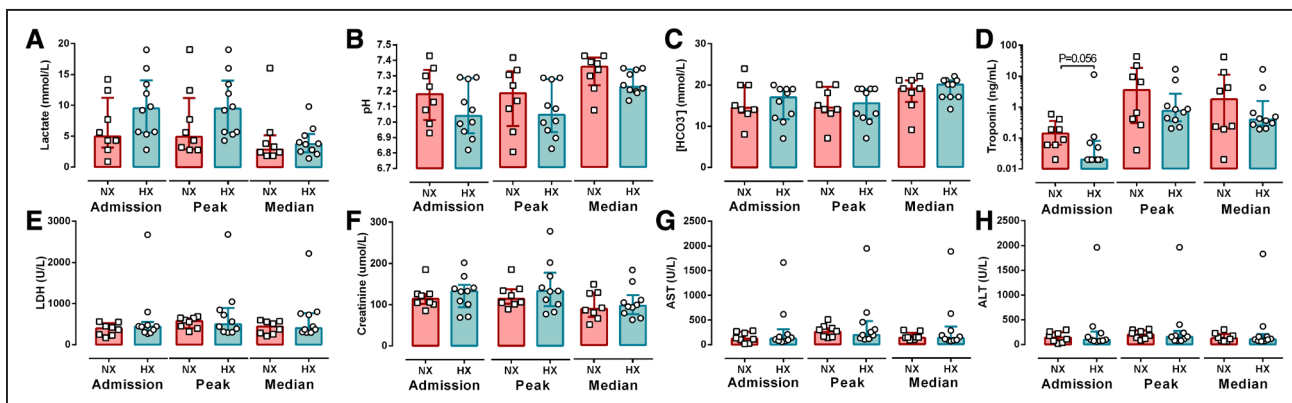 A
Lactate (mmol/L)
20
15
10
5
0
NX HX NX HX NX HX
Admission Peak Median
B
pH
7.5
7.4
7.3
7.2
7.1
7.0
6.9
6.8
6.7
NX HX NX HX NX HX
Admission Peak Median
C
[HCO3] [mmol/L)
30
20
10
0
NX HX NX HX NX HX
Admission Peak Median
D
Troponin (ng/mL)
100
10
1
0.1
0.01
P=0.056
NX HX NX HX NX HX
Admission Peak Median
E
LDH (U/L)
3000
2000
1000
0
NX HX NX HX NX HX
Admission Peak Median
F
Creatinine (umol/L)
300
200
100
0
NX HX NX HX NX HX
Admission Peak Median
G
AST (U/L)
2500
2000
1500
1000
500
0
NX HX NX HX NX HX
Admission Peak Median
H
ALT (U/L)
2500
2000
1500
1000
500
0
NX HX NX HX NX HX
Admission Peak Median